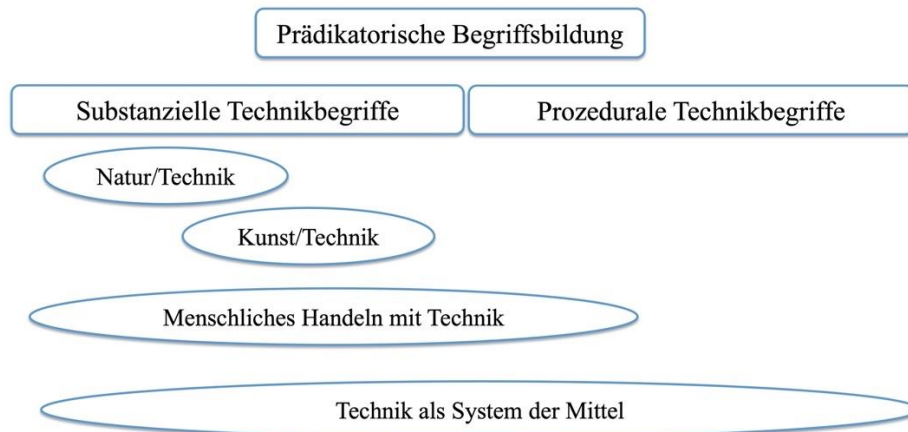 Prädikatorische Begriffsbildung
Substanzielle Technikbegriffe
Prozedurale Technikbegriffe
Natur/Technik
Kunst/Technik
Menschliches Handeln mit Technik
Technik als System der Mittel